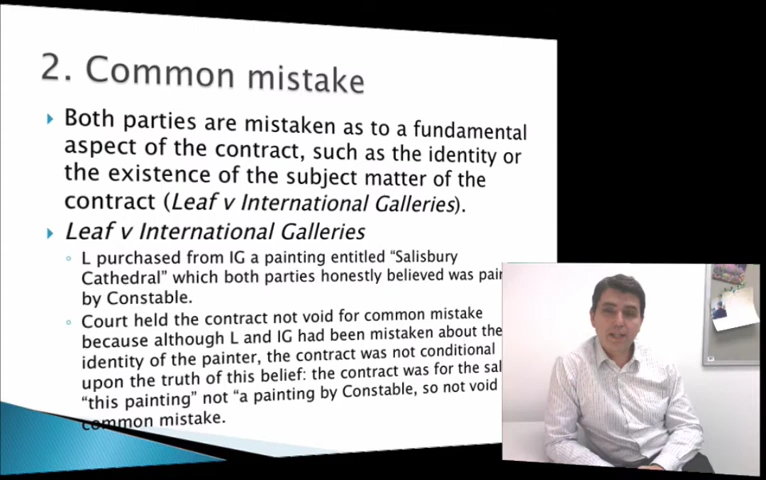 2. Common mistake
Both parties are mistaken as to a fundamental
aspect of the contract, such as the identity or
the existence of the subject matter of the
contract (Leaf v International Galleries).
Leaf v International Galleries
L purchased from IG a painting entitled “Salisbury
Cathedral” which both parties honestly believed was
by Constable.
Court held the contract not void for common mistake
because although L and IG had been mistaken about the
identity of the painter, the contract was not conditional
upon the truth of this belief: the contract was for the
“this painting” not “a painting by Constable, so not void
common mistake.